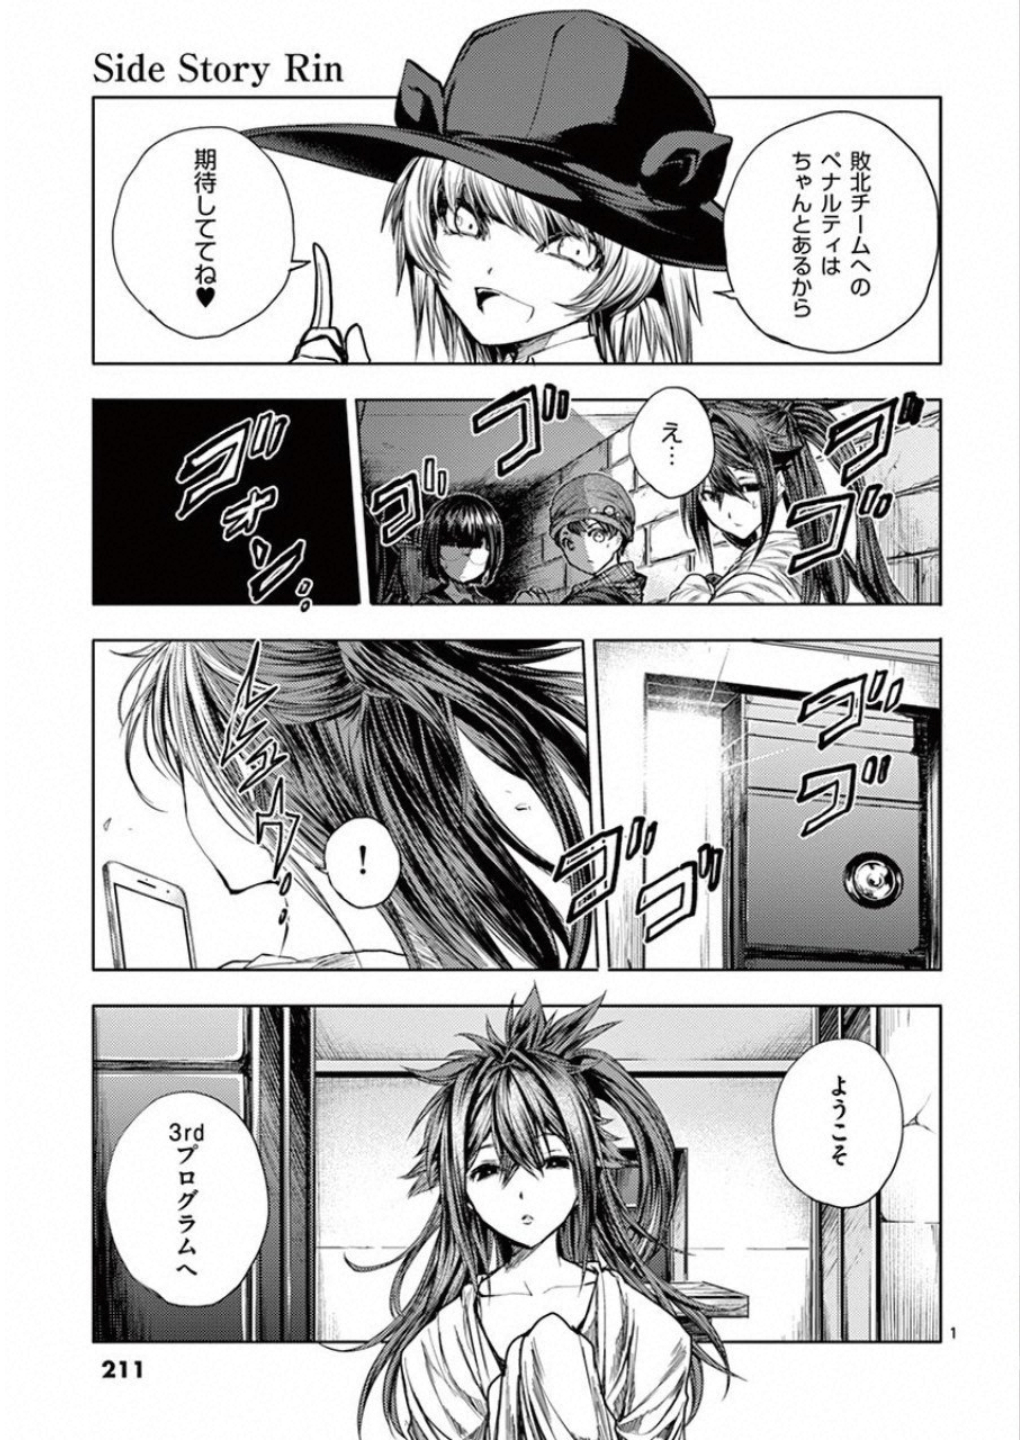 Side Story Rin
敗北チームへの
ペナルティは
ちゃんとあるから
期待しててね♥
え…
ゴゴ
ゴゴ
ゴ
オ
ン…
ゴゴ
ゴゴ
！
ようこそ
3rd
プログラムへ
1
211